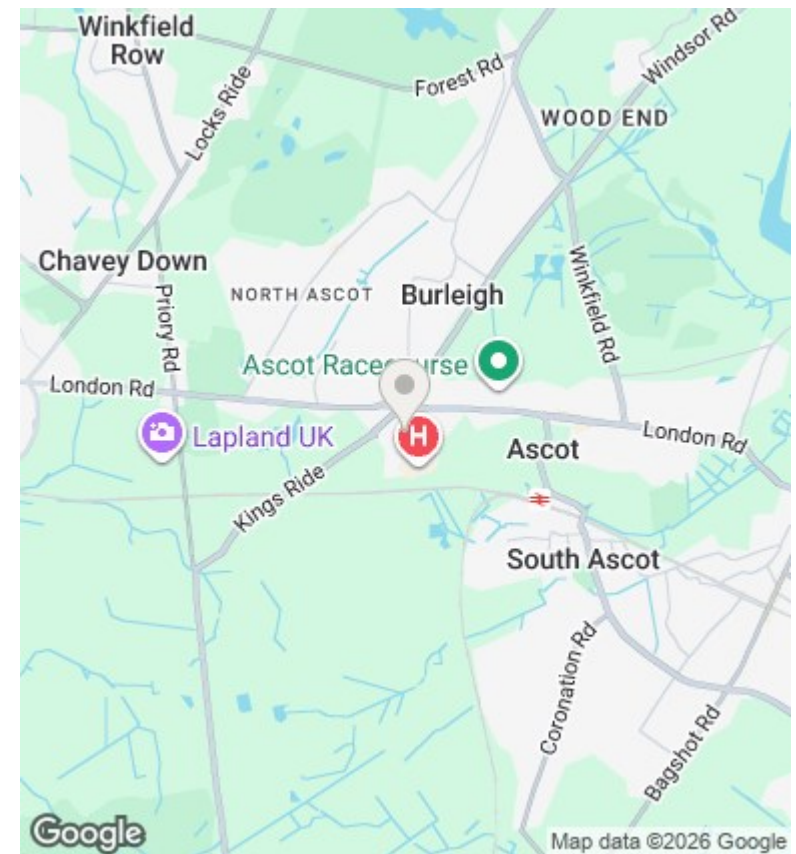 Winkfield
Row
Locks Ride
Forest Rd
Windsor Rd
WOOD END
Chavey Down
Priory Rd
NORTH ASCOT
Burleigh
Winkfield Rd
Ascot Racecourse
London Rd
Lapland UK
H
Ascot
London Rd
Kings Ride
South Ascot
Coronation Rd
Bagshot Rd
Google
Map data ©2026 Google